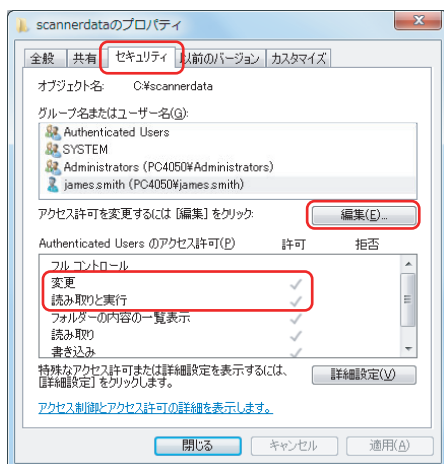 scannerdataのプロパティ
全般 共有 セキュリティ 以前のバージョン カスタマイズ
オブジェクト名: C:¥scannerdata
グループ名またはユーザー名(G):
Authenticated Users
SYSTEM
Administrators (PC4050¥Administrators)
james.smith (PC4050¥james.smith)
アクセス許可を変更するには [編集] をクリック:
編集(E)...
Authenticated Users のアクセス許可(P) 許可 拒否
フル コントロール
変更
読み取りと実行
フォルダーの内容の一覧表示
読み取り
書き込み
特殊なアクセス許可または詳細設定を表示するには、
[詳細設定] をクリックします。
詳細設定(V)
アクセス制御とアクセス許可の詳細を表示します。
閉じる キャンセル 適用(A)